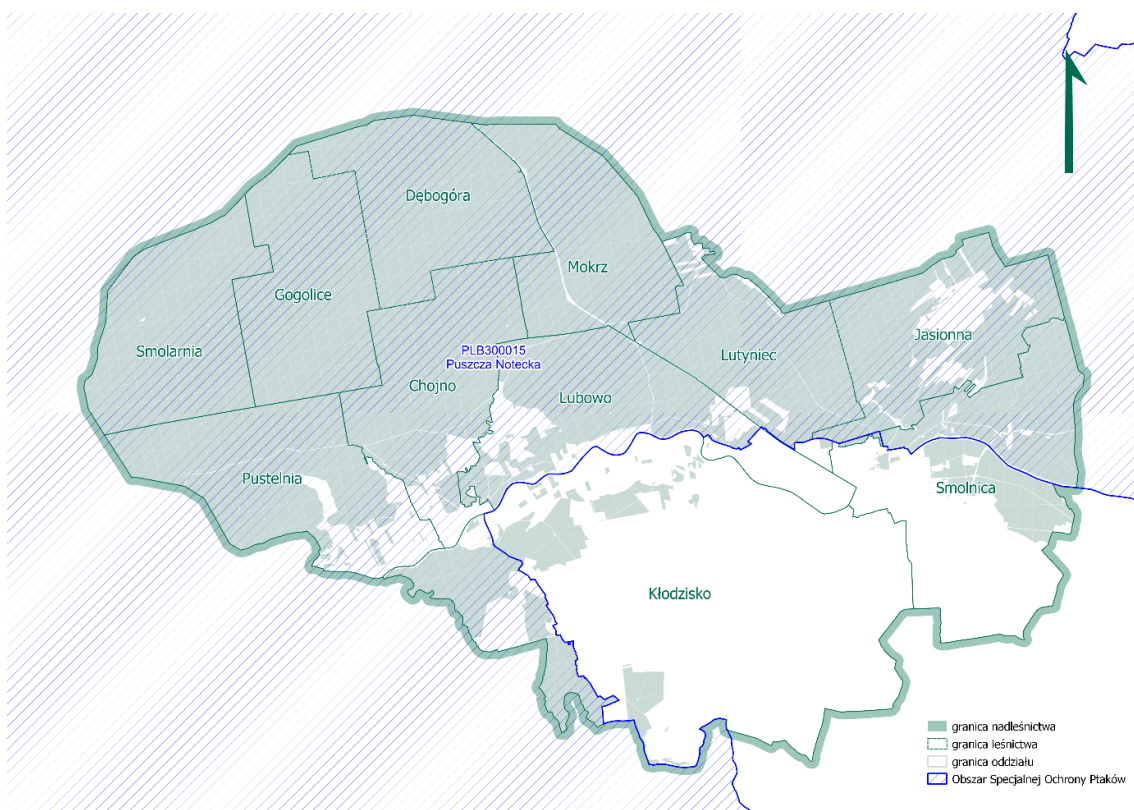 Dębogóra
Mokrz
Gogolice
Jasionna
Smolarnia
PLB300015
Puszcza Notecka
Lutyniec
Chojno
Lubowo
Pustelnia
Smolnica
Kłodzisko
granica nadleśnictwa
granica leśnictwa
granica oddziału
Obszar Specjalnej Ochrony Ptaków